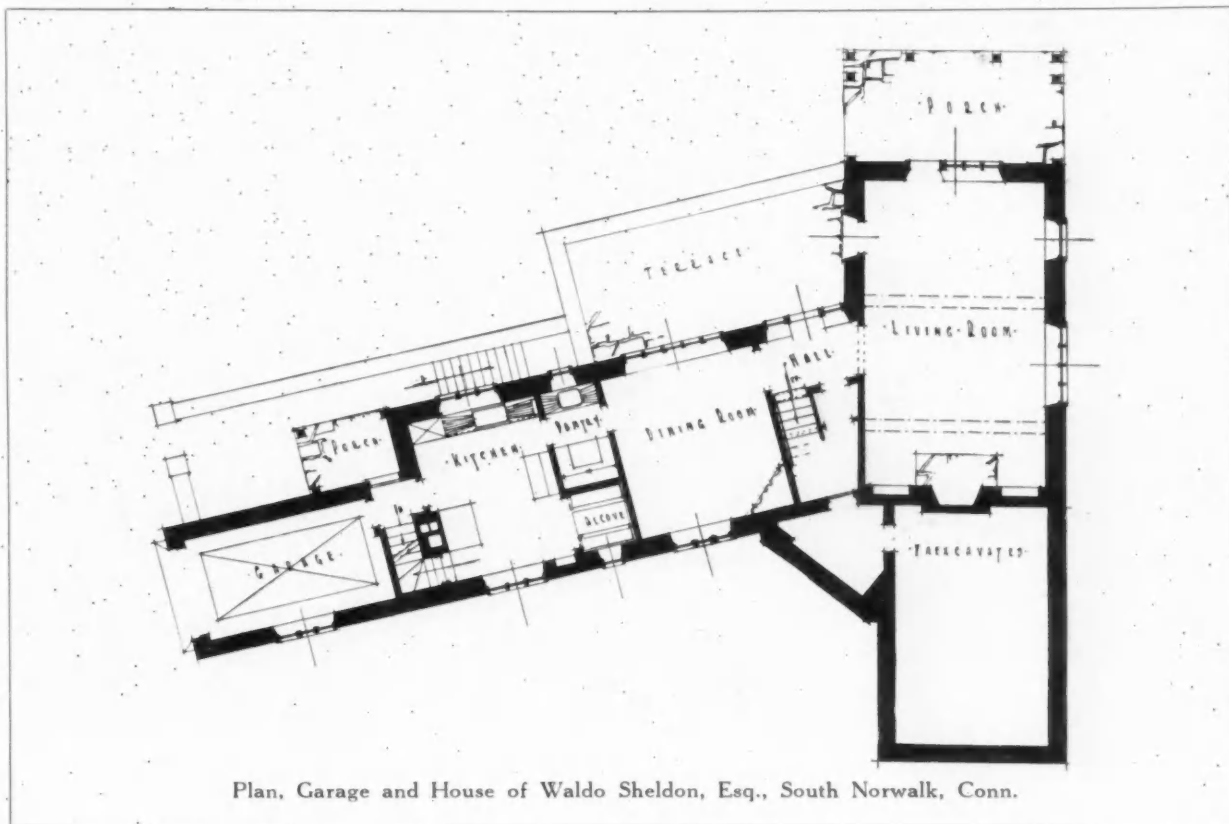 ·PORCH·
TERRACE
·LIVING·ROOM·
HALL
DINING ROOM
PANTRY
·KITCHEN·
PORCH
ALCOVE
·GARAGE·
·UNEXCAVATED·
Plan, Garage and House of Waldo Sheldon, Esq., South Norwalk, Conn.